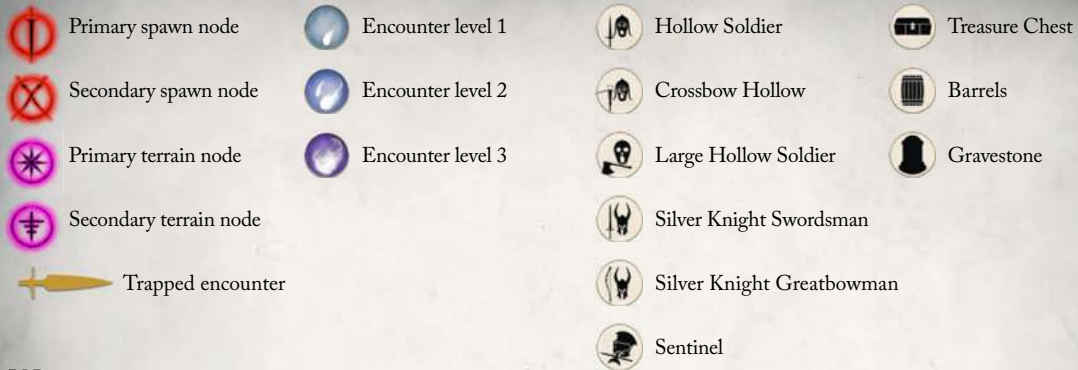 Primary spawn node
Secondary spawn node
Primary terrain node
Secondary terrain node
Trapped encounter
Encounter level 1
Encounter level 2
Encounter level 3
Hollow Soldier
Crossbow Hollow
Large Hollow Soldier
Silver Knight Swordsman
Silver Knight Greatbowman
Sentinel
Treasure Chest
Barrels
Gravestone